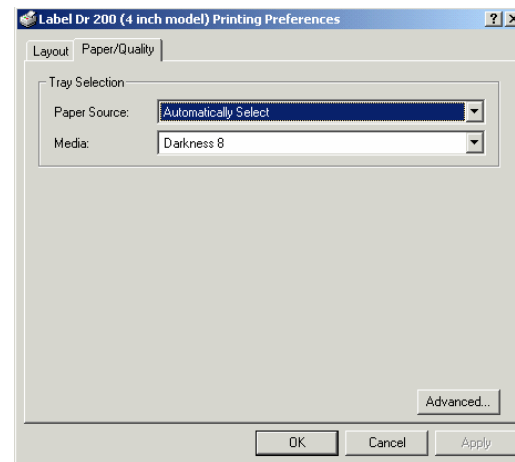 Label Dr 200 (4 inch model) Printing Preferences
Layout Paper/Quality
Tray Selection
Paper Source: Automatically Select
Media: Darkness 8
Advanced...
OK Cancel Apply